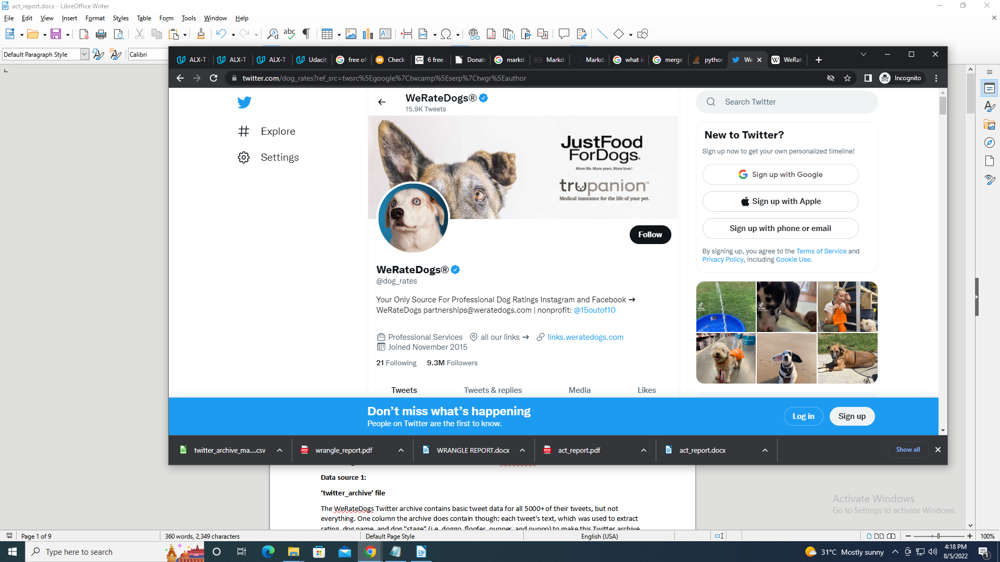 act_report.docx - LibreOffice Writer
File Edit View Insert Format Styles Table Form Tools Window Help
Default Paragraph Style
Calibri
ALX-T
ALX-T
ALX-T
Udacit
free of
Check
6 free
Donate
markd
Markd
Markd
what is
merge
python
We
WeRat
twitter.com/dog_rates?ref_src=twsrc%5Egoogle%7Ctwcamp%5Eserp%7Ctwgr%5Eauthor
Incognito
WeRateDogs®
15.9K Tweets
Explore
Settings
JustFood
ForDogs.
More life. More years. More love.
trupanion™
Medical insurance for the life of your pet.
Follow
WeRateDogs®
@dog_rates
Your Only Source For Professional Dog Ratings Instagram and Facebook →
WeRateDogs partnerships@weratedogs.com | nonprofit: @15outof10
Professional Services all our links → links.weratedogs.com
Joined November 2015
21 Following 9.3M Followers
Tweets Tweets & replies Media Likes
Search Twitter
New to Twitter?
Sign up now to get your own personalized timeline!
Sign up with Google
Sign up with Apple
Sign up with phone or email
By signing up, you agree to the Terms of Service and
Privacy Policy, including Cookie Use.
Don’t miss what’s happening
People on Twitter are the first to know.
Log in
Sign up
twitter_archive_ma....csv
wrangle_report.pdf
WRANGLE REPORT.docx
act_report.pdf
act_report.docx
Show all
Data source 1:
‘twitter_archive’ file
The WeRateDogs Twitter archive contains basic tweet data for all 5000+ of their tweets, but not
everything. One column the archive does contain though: each tweet's text, which was used to extract
rating, dog name, and dog "stage" (i.e. doggo, floofer, pupper, and puppo) to make this Twitter archive
Activate Windows
Go to Settings to activate Windows.
Page 1 of 9
360 words, 2,349 characters
Default Page Style
English (USA)
100%
Type here to search
31°C Mostly sunny
4:18 PM
8/5/2022
1